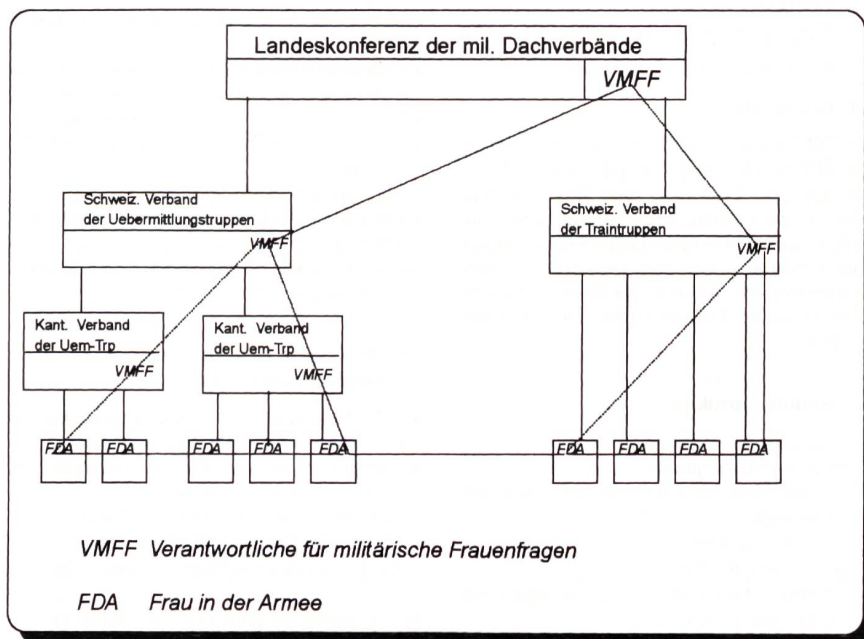 Landeskonferenz der mil. Dachverbände
VMFF
Schweiz. Verband
der Uebermittlungstruppen
VMFF
Schweiz. Verband
der Traintruppen
VMFF
Kant. Verband
der Uem-Trp
VMFF
Kant. Verband
der Uem-Trp
VMFF
FDA FDA FDA FDA FDA FDA FDA FDA FDA
VMFF Verantwortliche für militärische Frauenfragen
FDA Frau in der Armee